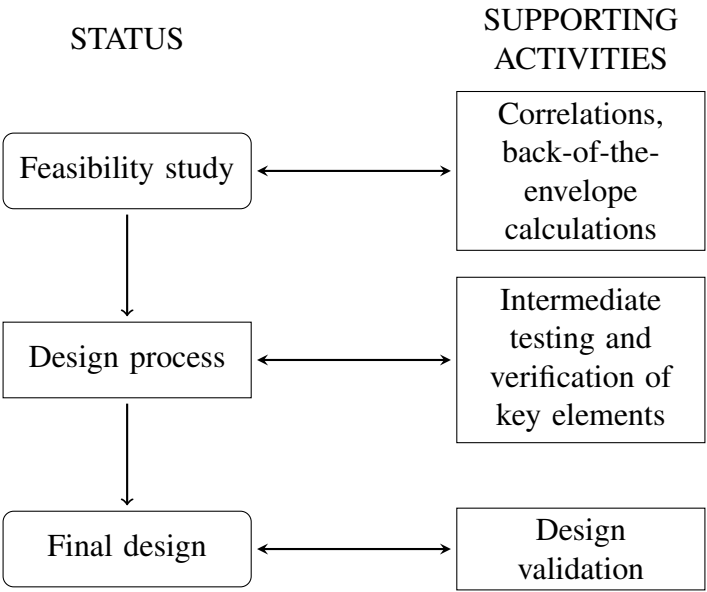 STATUS
SUPPORTING
ACTIVITIES
Feasibility study
Correlations,
back-of-the-
envelope
calculations
Design process
Intermediate
testing and
verification of
key elements
Final design
Design
validation